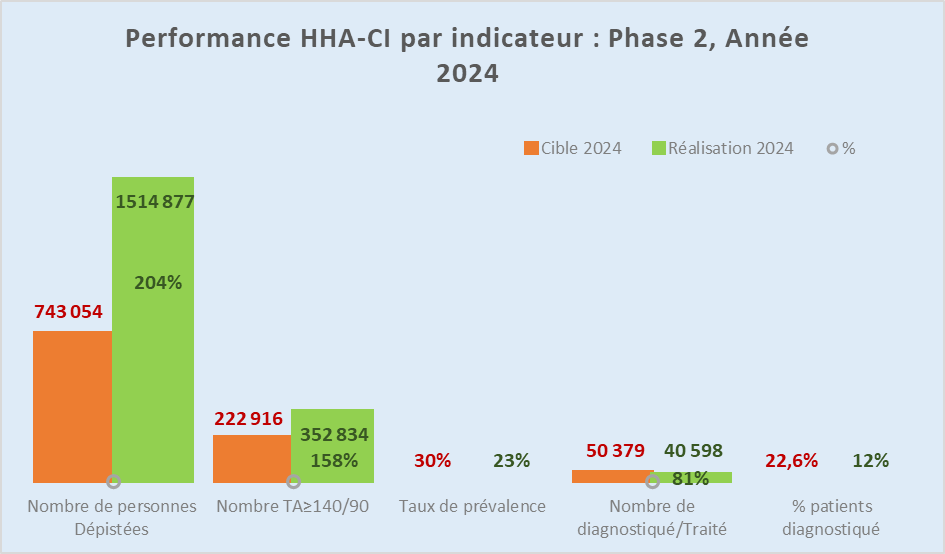 Performance HHA-CI par indicateur : Phase 2, Année
2024
Cible 2024
Réalisation 2024
%
1514 877
204%
743 054
222 916
352 834
158%
30%
23%
50 379
40 598
81%
22,6%
12%
Nombre de personnes
Dépistées
Nombre TA≥140/90
Taux de prévalence
Nombre de
diagnostiqué/Traité
% patients
diagnostiqué